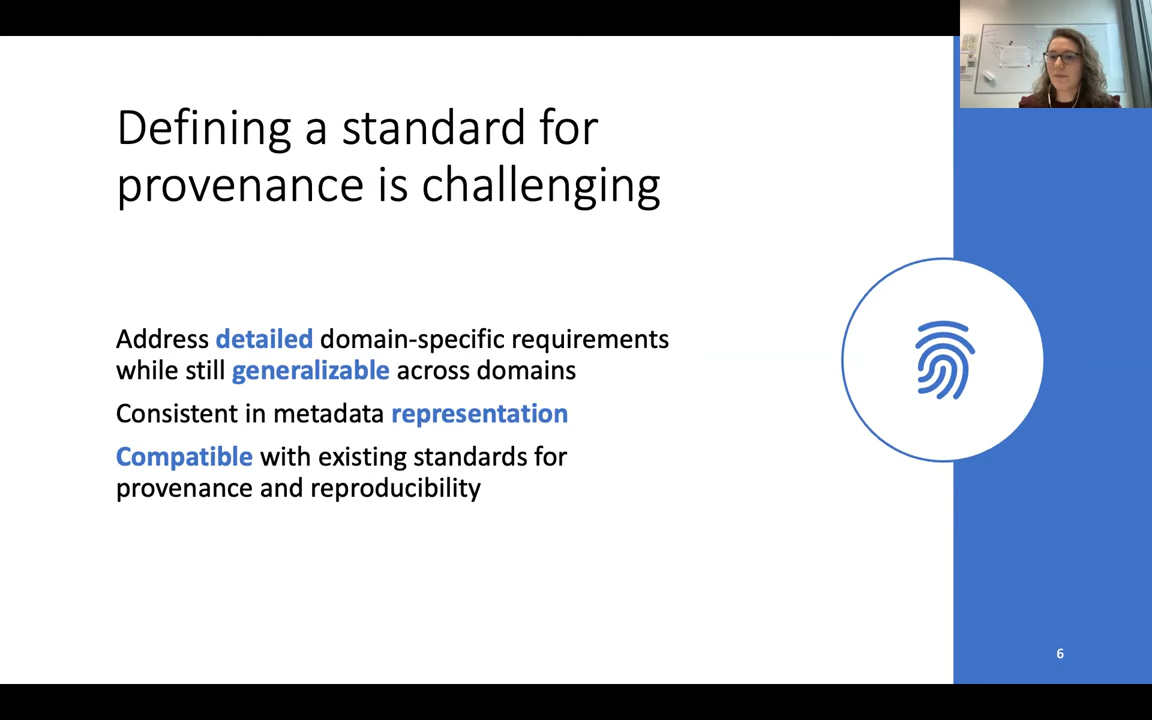 Defining a standard for
provenance is challenging
Address detailed domain-specific requirements
while still generalizable across domains
Consistent in metadata representation
Compatible with existing standards for
provenance and reproducibility
6